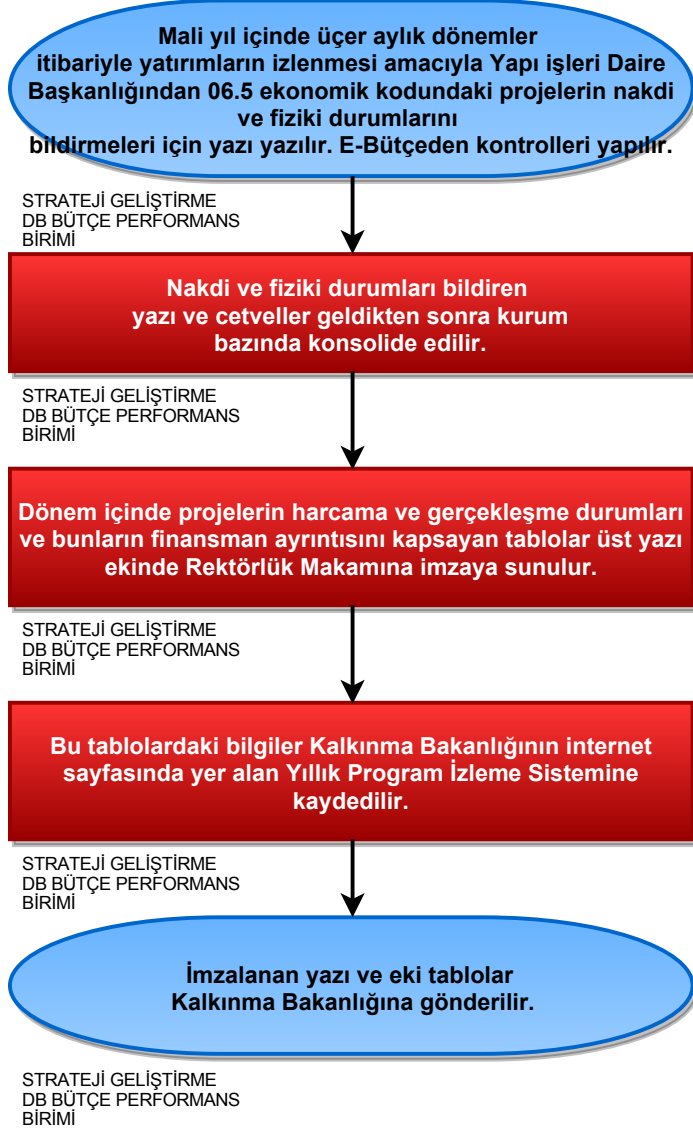 Mali yıl içinde üçer aylık dönemler
itibariyle yatırımların izlenmesi amacıyla Yapı işleri Daire
Başkanlığından 06.5 ekonomik kodundaki projelerin nakdi
ve fiziki durumlarını
bildirmeleri için yazı yazılır. E-Bütçeden kontrolleri yapılır.
STRATEJİ GELİŞTİRME
DB BÜTÇE PERFORMANS
BİRİMİ
Nakdi ve fiziki durumları bildiren
yazı ve cetveller geldikten sonra kurum
bazında konsolide edilir.
STRATEJİ GELİŞTİRME
DB BÜTÇE PERFORMANS
BİRİMİ
Dönem içinde projelerin harcama ve gerçekleşme durumları
ve bunların finansman ayrıntısını kapsayan tablolar üst yazı
ekinde Rektörlük Makamına imzaya sunulur.
STRATEJİ GELİŞTİRME
DB BÜTÇE PERFORMANS
BİRİMİ
Bu tablolardaki bilgiler Kalkınma Bakanlığının internet
sayfasında yer alan Yıllık Program İzleme Sistemine
kaydedilir.
STRATEJİ GELİŞTİRME
DB BÜTÇE PERFORMANS
BİRİMİ
İmzalanan yazı ve eki tablolar
Kalkınma Bakanlığına gönderilir.
STRATEJİ GELİŞTİRME
DB BÜTÇE PERFORMANS
BİRİMİ